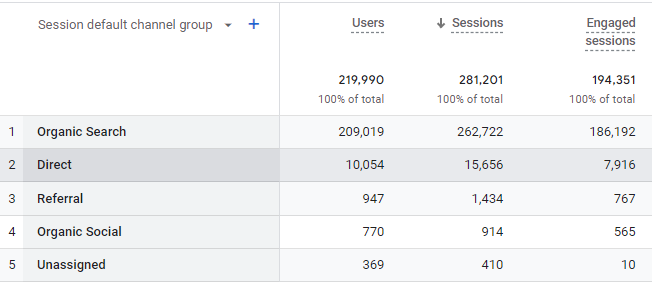 Session default channel group + Users ↓ Sessions Engaged
sessions
219,990 281,201 194,351
100% of total 100% of total 100% of total
1 Organic Search 209,019 262,722 186,192
2 Direct 10,054 15,656 7,916
3 Referral 947 1,434 767
4 Organic Social 770 914 565
5 Unassigned 369 410 10